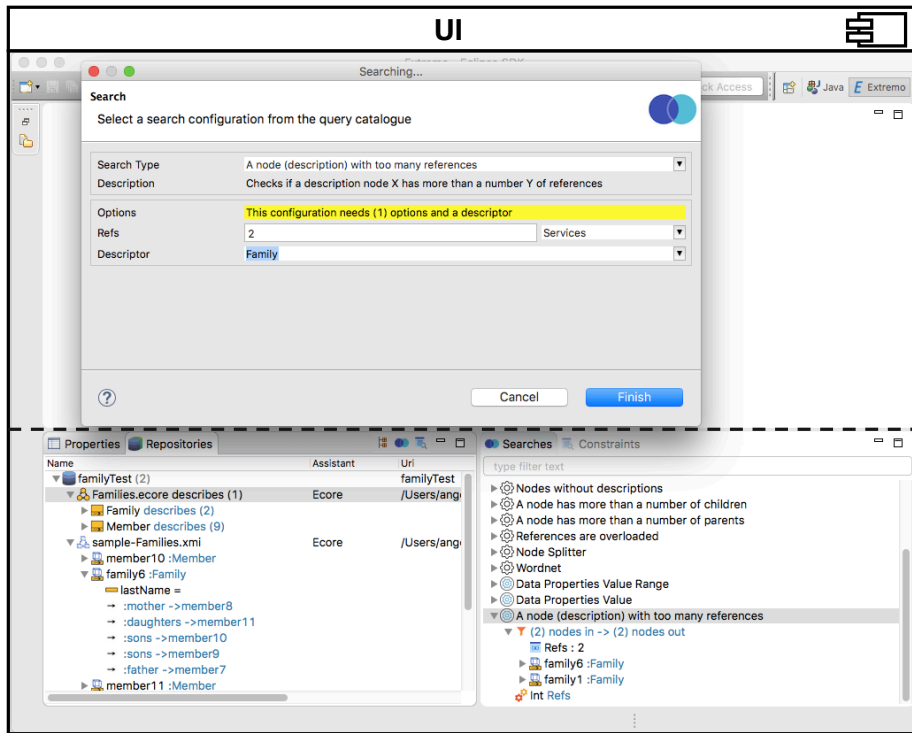 UI
Searching...
Search
Select a search configuration from the query catalogue
ck Access
Java
Extremo
Search Type
A node (description) with too many references
Description
Checks if a description node X has more than a number Y of references
Options
This configuration needs (1) options and a descriptor
Refs
2
Services
Descriptor
Family
?
Cancel
Finish
Properties
Repositories
Name
Assistant
Uri
familyTest (2)
familyTest
Families.ecore describes (1)
Ecore
/Users/ang
Family describes (2)
Member describes (9)
sample-Families.xmi
Ecore
/Users/ang
member10 :Member
family6 :Family
lastName =
→ :mother ->member8
→ :daughters ->member11
→ :sons ->member10
→ :sons ->member9
→ :father ->member7
member11 :Member
Searches
Constraints
type filter text
Nodes without descriptions
A node has more than a number of children
A node has more than a number of parents
References are overloaded
Node Splitter
Wordnet
Data Properties Value Range
Data Properties Value
A node (description) with too many references
(2) nodes in -> (2) nodes out
Refs : 2
family6 :Family
family1 :Family
Int Refs